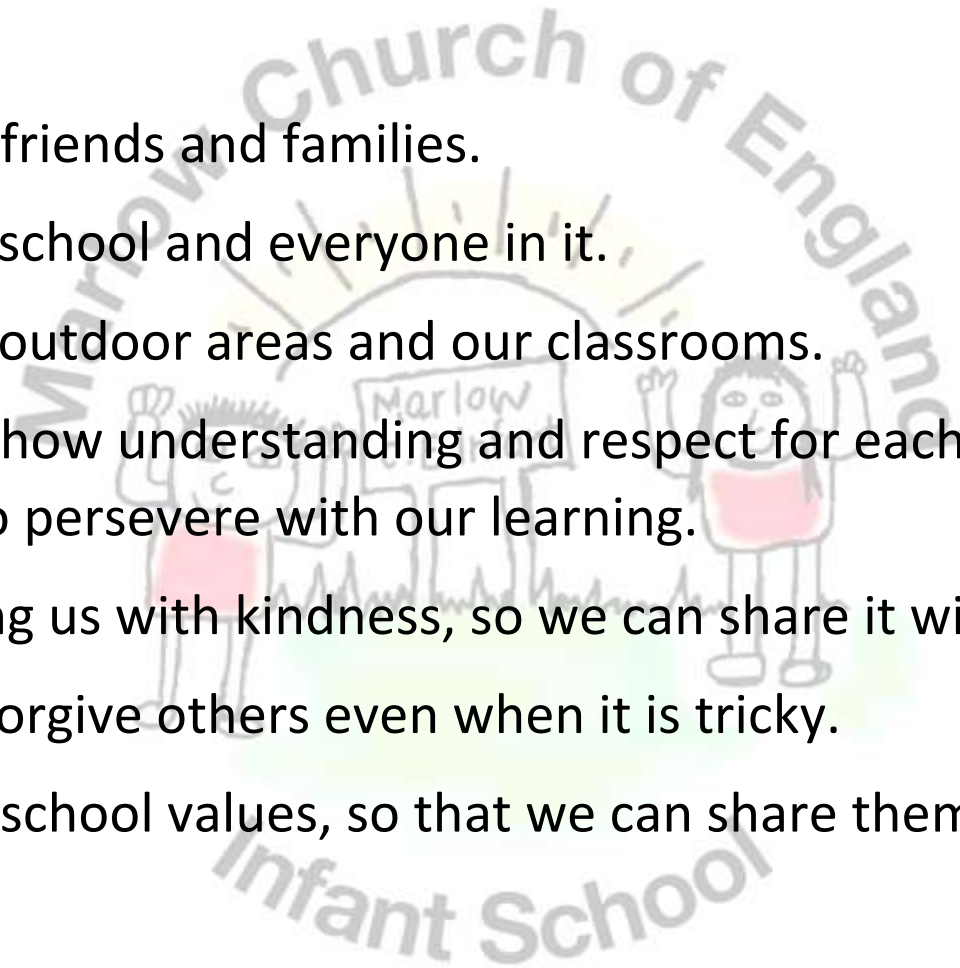 Marlow Church of England
friends and families.
school and everyone in it.
outdoor areas and our classrooms.
Marlow
how understanding and respect for each
persevere with our learning.
us with kindness, so we can share it
orgive others even when it is tricky.
school values, so that we can share them
Infant School